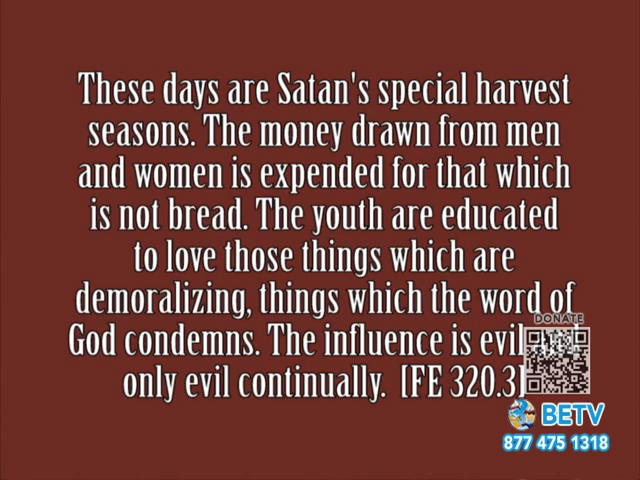 These days are Satan's special harvest
seasons. The money drawn from men
and women is expended for that which
is not bread. The youth are educated
to love those things which are
demoralizing, things which the word of
God condemns. The influence is evil and
only evil continually. [FE 320.3]
DONATE
BETV
877 475 1318